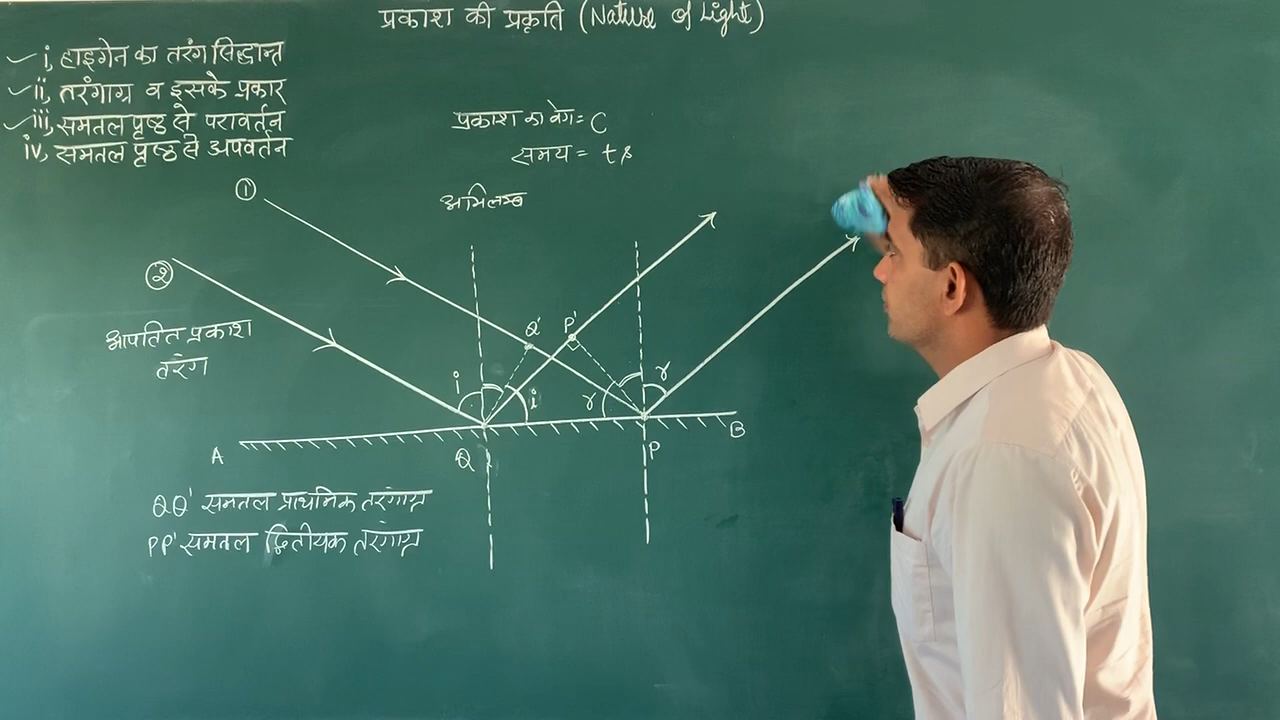 प्रकाश की प्रकृति (Nature of Light)
i, हाइगेन का तरंग सिद्धान्त
ii, तरंगाग्र व इसके प्रकार
iii, समतल पृष्ठ से परावर्तन
iv, समतल पृष्ठ से अपवर्तन
प्रकाश का वेग = C
समय = t s
अभिलम्ब
①
②
आपतित प्रकाश
तरंग
Q' P'
i i r r
A Q P B
QQ' समतल प्राथमिक तरंगाग्र
PP' समतल द्वितीयक तरंगाग्र